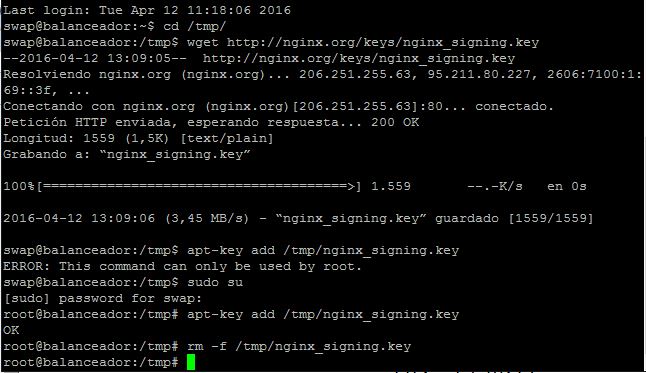 Last login: Tue Apr 12 11:18:06 2016
swap@balanceador:~$ cd /tmp/
swap@balanceador:/tmp$ wget http://nginx.org/keys/nginx_signing.key
--2016-04-12 13:09:05--  http://nginx.org/keys/nginx_signing.key
Resolviendo nginx.org (nginx.org)... 206.251.255.63, 95.211.80.227, 2606:7100:1:
69::3f, ...
Conectando con nginx.org (nginx.org)[206.251.255.63]:80... conectado.
Petición HTTP enviada, esperando respuesta... 200 OK
Longitud: 1559 (1,5K) [text/plain]
Grabando a: “nginx_signing.key”
100%[======================================>] 1.559       --.-K/s   en 0s
2016-04-12 13:09:06 (3,45 MB/s) - “nginx_signing.key” guardado [1559/1559]
swap@balanceador:/tmp$ apt-key add /tmp/nginx_signing.key
ERROR: This command can only be used by root.
swap@balanceador:/tmp$ sudo su
[sudo] password for swap:
root@balanceador:/tmp# apt-key add /tmp/nginx_signing.key
OK
root@balanceador:/tmp# rm -f /tmp/nginx_signing.key
root@balanceador:/tmp#